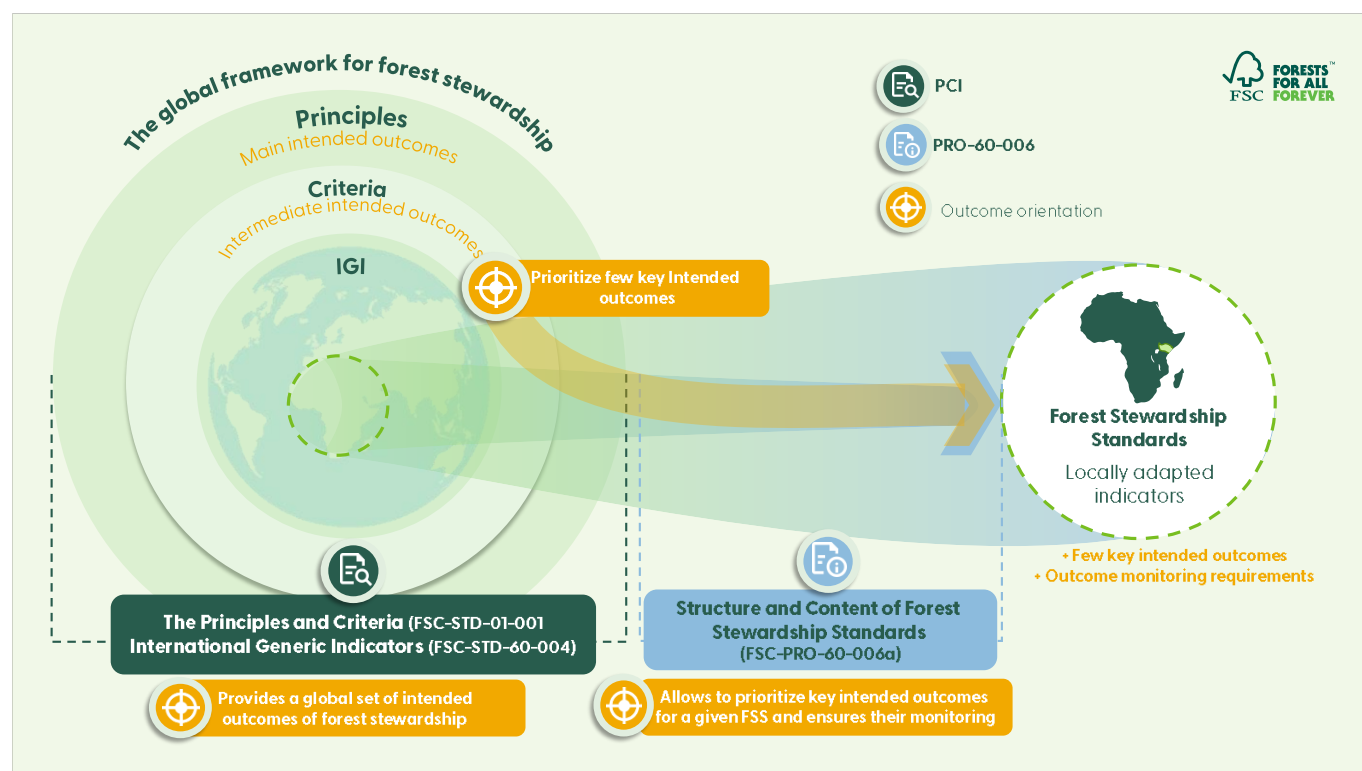 The global framework for forest stewardship
Principles
Main intended outcomes
Criteria
Intermediate intended outcomes
IGI
Prioritize few key Intended
outcomes
PCI
PRO-60-006
Outcome orientation
FSC
FORESTS™
FOR ALL
FOREVER
Forest Stewardship
Standards
Locally adapted
indicators
+ Few key intended outcomes
+ Outcome monitoring requirements
The Principles and Criteria (FSC-STD-01-001
International Generic Indicators (FSC-STD-60-004)
Provides a global set of intended
outcomes of forest stewardship
Structure and Content of Forest
Stewardship Standards
(FSC-PRO-60-006a)
Allows to prioritize key intended outcomes
for a given FSS and ensures their monitoring